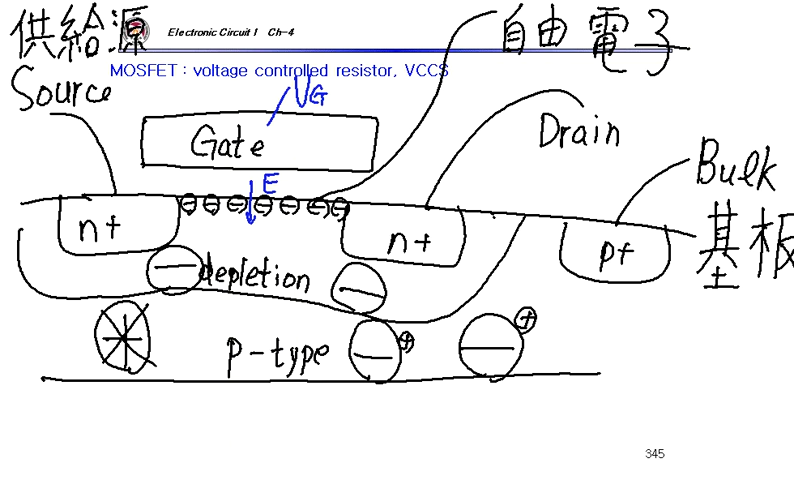 供給源
Electronic Circuit 1 Ch-4
自由電子
MOSFET : voltage controlled resistor, VCCS
Source
VG
Gate
Drain
Bulk
E
n+
n+
p+
基板
depletion
p-type
345